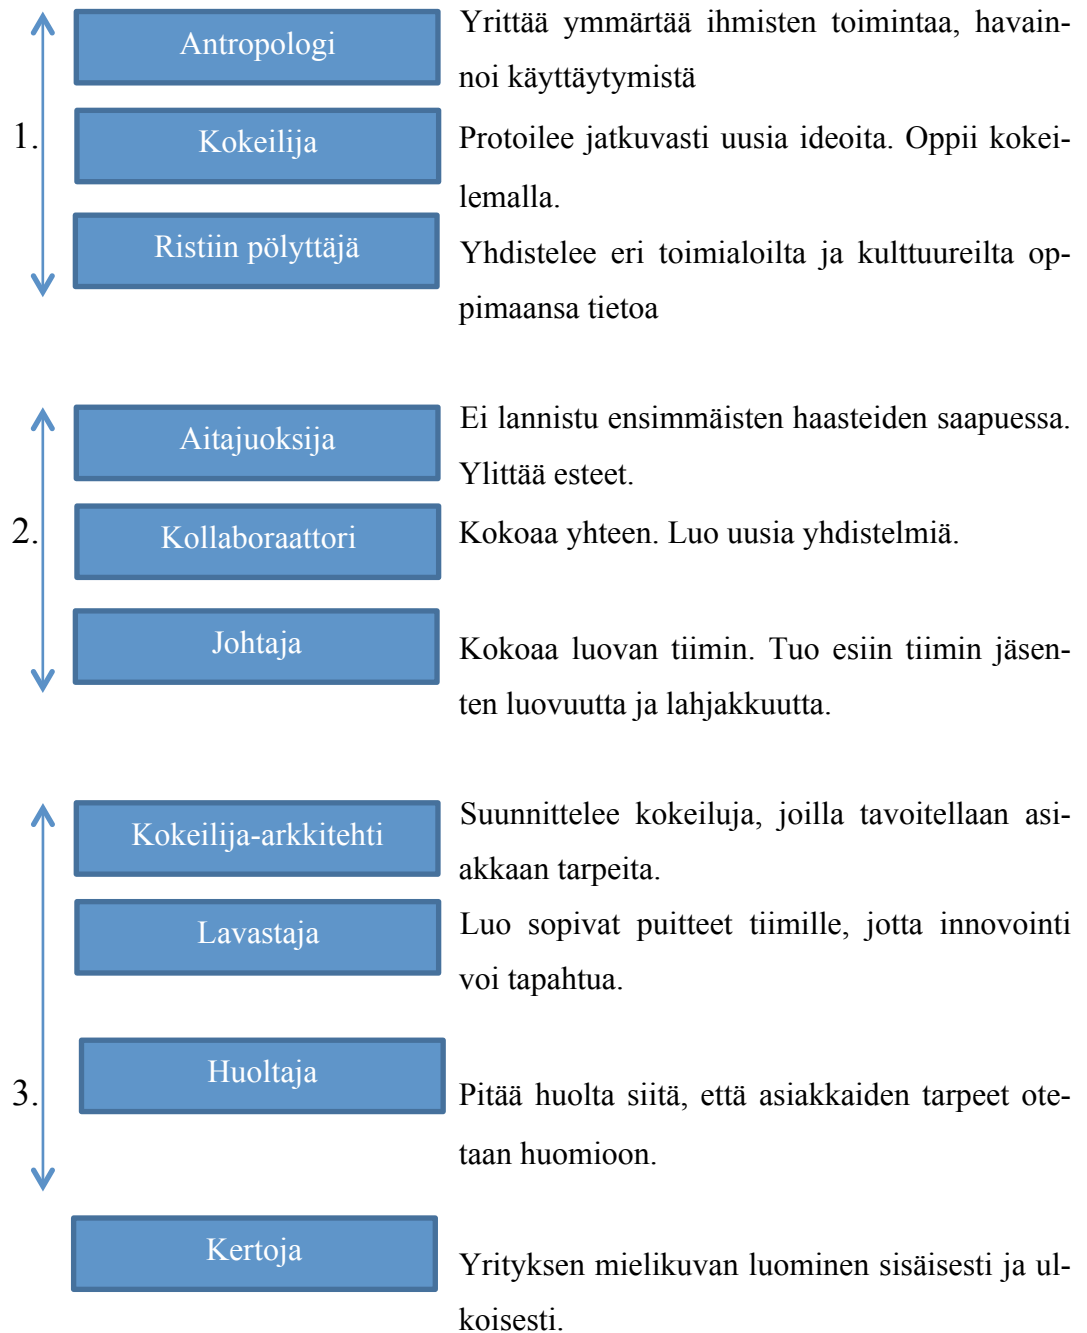 Antropologi
Yrittää ymmärtää ihmisten toimintaa, havain-
noi käyttäytymistä
1.
Kokeilija
Protoilee jatkuvasti uusia ideoita. Oppii kokei-
lemalla.
Ristiin pölyttäjä
Yhdistelee eri toimialoilta ja kulttuureilta op-
pimaansa tietoa
Aitajuoksija
Ei lannistu ensimmäisten haasteiden saapuessa.
Ylittää esteet.
2.
Kollaboraattori
Kokoaa yhteen. Luo uusia yhdistelmiä.
Johtaja
Kokoaa luovan tiimin. Tuo esiin tiimin jäsen-
ten luovuutta ja lahjakkuutta.
Kokeilija-arkkitehti
Suunnittelee kokeiluja, joilla tavoitellaan asi-
akkaan tarpeita.
Lavastaja
Luo sopivat puitteet tiimille, jotta innovointi
voi tapahtua.
Huoltaja
3.
Pitää huolta siitä, että asiakkaiden tarpeet ote-
taan huomioon.
Kertoja
Yrityksen mielikuvan luominen sisäisesti ja ul-
koisesti.